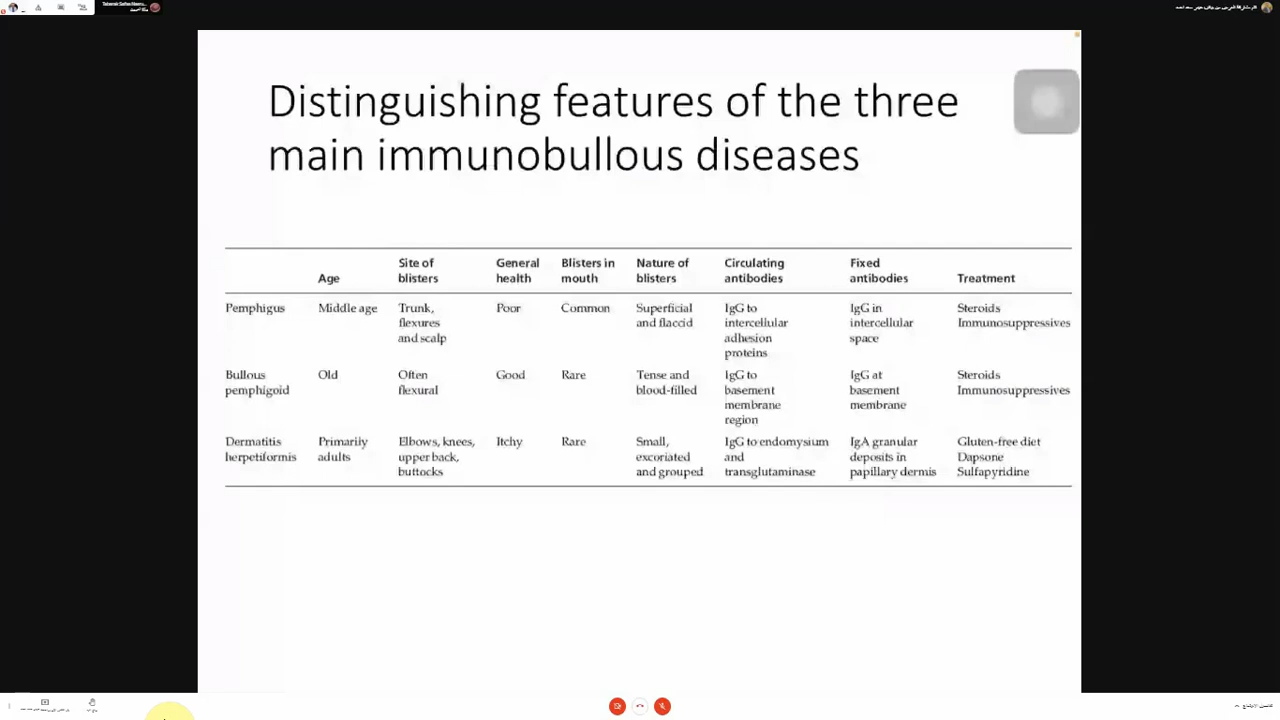 Distinguishing features of the three
main immunobullous diseases
Age Site of blisters General health Blisters in mouth Nature of blisters Circulating antibodies Fixed antibodies Treatment
Pemphigus Middle age Trunk, flexures and scalp Poor Common Superficial and flaccid IgG to intercellular adhesion proteins IgG in intercellular space Steroids Immunosuppressives
Bullous pemphigoid Old Often flexural Good Rare Tense and blood-filled IgG to basement membrane region IgG at basement membrane Steroids Immunosuppressives
Dermatitis herpetiformis Primarily adults Elbows, knees, upper back, buttocks Itchy Rare Small, excoriated and grouped IgG to endomysium and transglutaminase IgA granular deposits in papillary dermis Gluten-free diet Dapsone Sulfapyridine